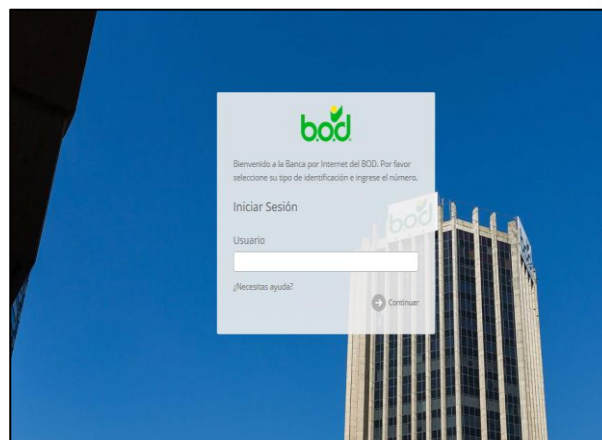 b.o.d.
Bienvenido a la Banca por Internet del BOD. Por favor
seleccione su tipo de identificación e ingrese el número.
Iniciar Sesión
bod
Usuario
¿Necesitas ayuda?
Continuar